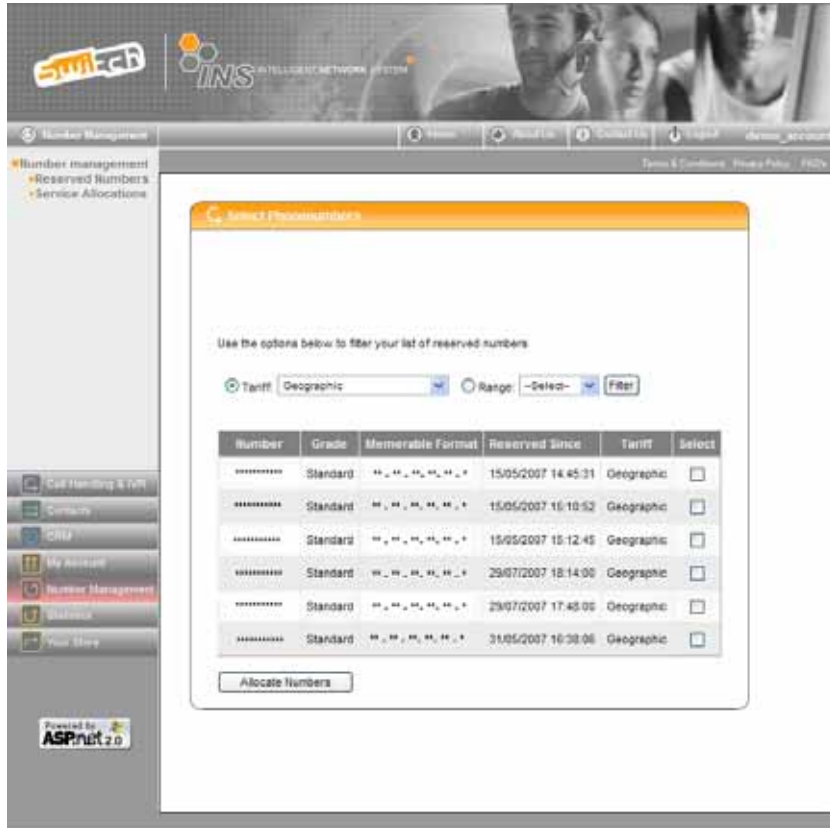 switch
INS INTELLIGENT NETWORK SYSTEM
Number Management
Home About Us Contact Us Logout demo_account
Terms & Conditions Privacy Policy FAQ's
Number management
Reserved Numbers
Service Allocations
Select Phonenumbers
Use the options below to filter your list of reserved numbers
Tariff: Geographic Range: --Select-- Filter
Number Grade Memorable Format Reserved Since Tariff Select
*********** Standard ** - ** - **- **- ** - * 15/05/2007 14:45:31 Geographic
*********** Standard ** - ** - **- **- ** - * 15/05/2007 15:10:52 Geographic
*********** Standard ** - ** - **- **- ** - * 15/05/2007 15:12:45 Geographic
*********** Standard ** - ** - **- **- ** - * 29/07/2007 18:14:00 Geographic
*********** Standard ** - ** - **- **- ** - * 29/07/2007 17:48:00 Geographic
*********** Standard ** - ** - **- **- ** - * 31/05/2007 16:38:06 Geographic
Allocate Numbers
Call Handling & IVR
Contacts
CRM
My Account
Number Management
Statistics
Your Store
Powered by
ASP.net 2.0